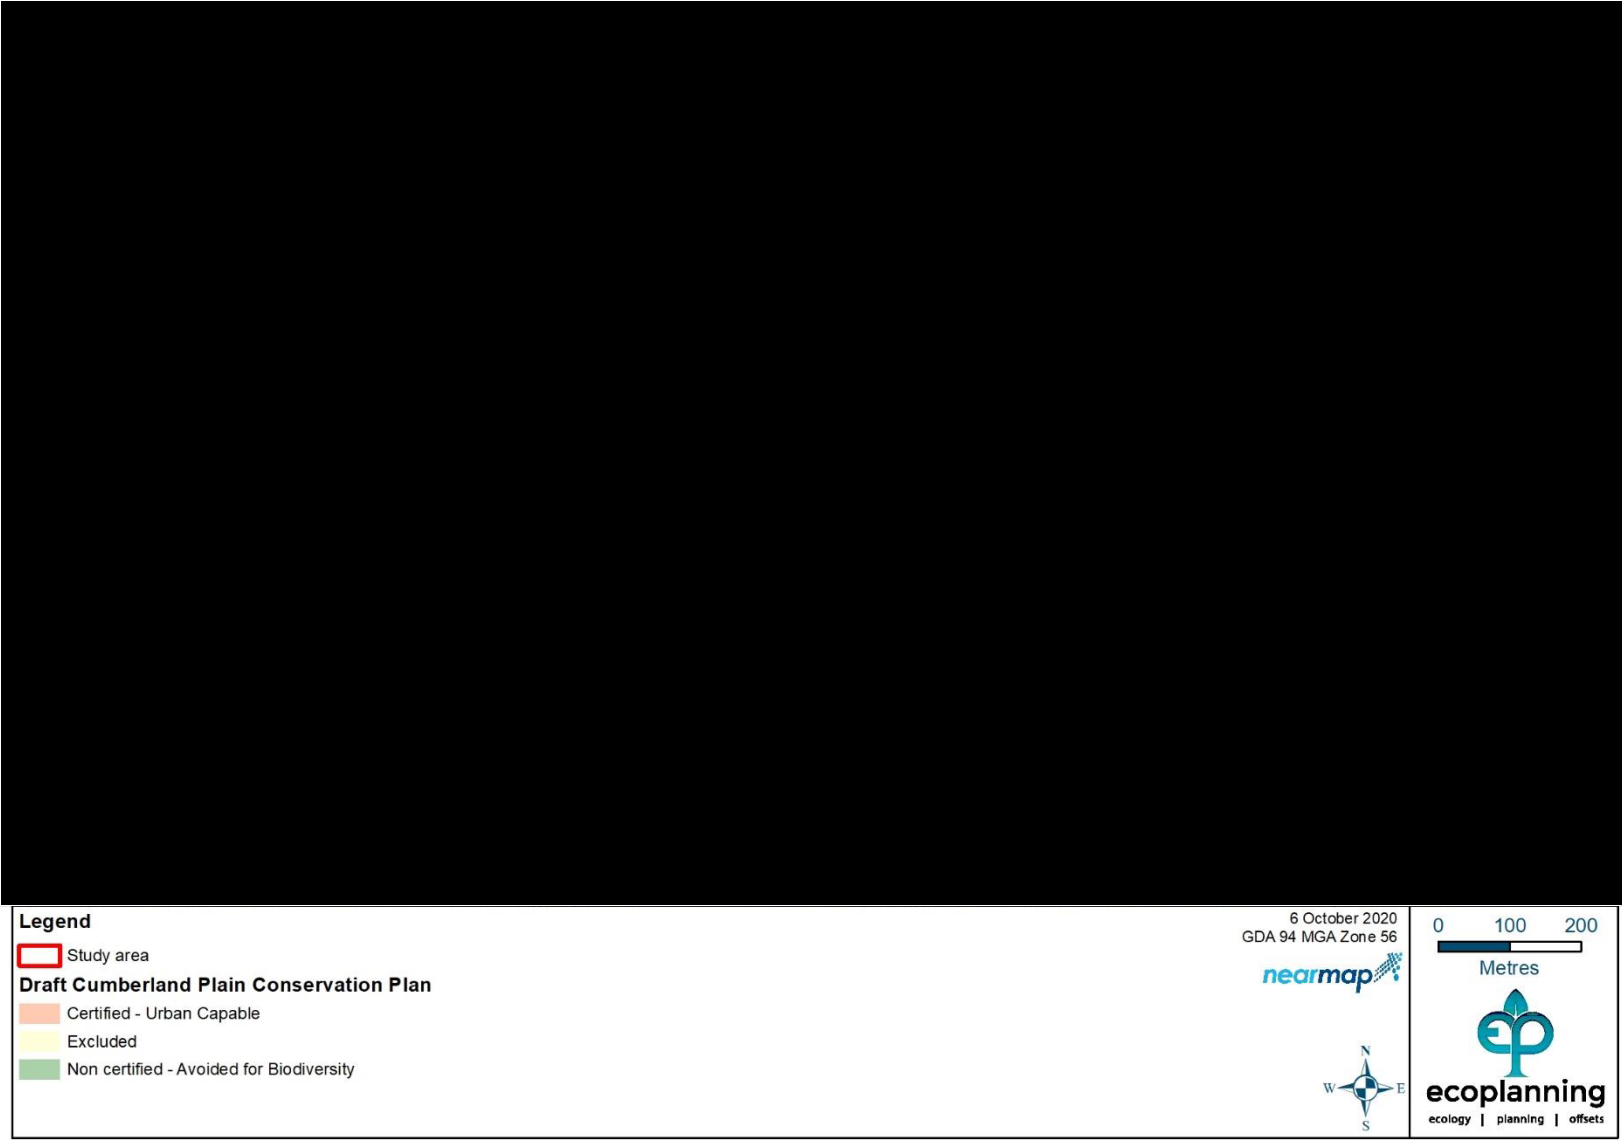 Legend
Study area
Draft Cumberland Plain Conservation Plan
Certified - Urban Capable
Excluded
Non certified - Avoided for Biodiversity
6 October 2020
GDA 94 MGA Zone 56
nearmap
N
W E
S
0 100 200
Metres
ep
ecoplanning
ecology | planning | offsets